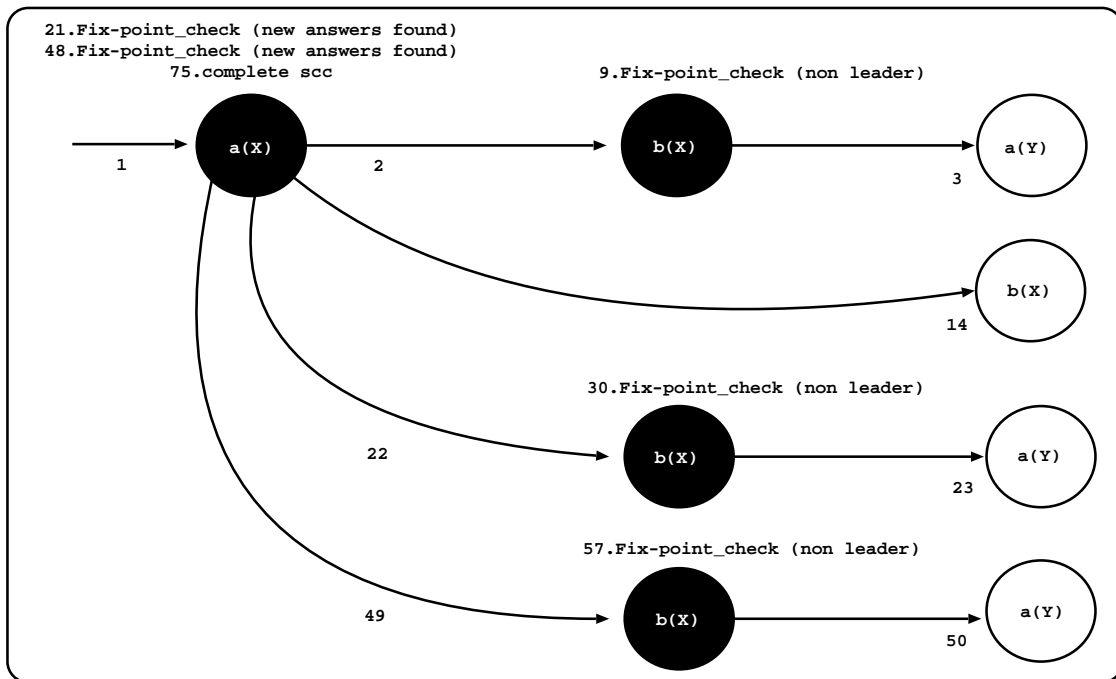 21.Fix-point_check (new answers found)
48.Fix-point_check (new answers found)
75.complete scc
9.Fix-point_check (non leader)
a(X)
b(X)
a(Y)
1
2
3
b(X)
14
30.Fix-point_check (non leader)
22
b(X)
a(Y)
23
57.Fix-point_check (non leader)
49
b(X)
a(Y)
50